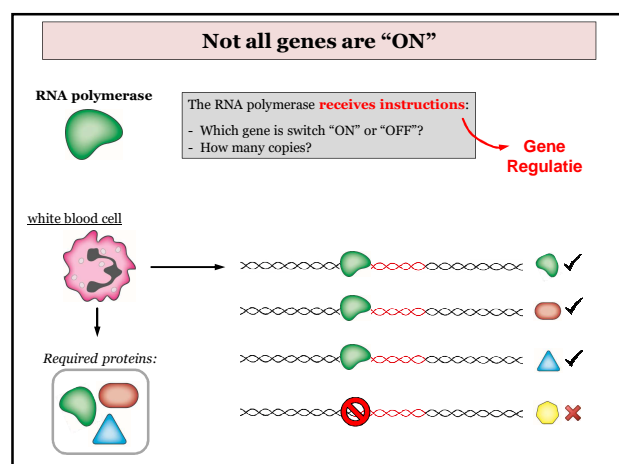 Not all genes are “ON”
RNA polymerase
The RNA polymerase receives instructions:
- Which gene is switch “ON” or “OFF”?
- How many copies?
Gene
Regulatie
white blood cell
Required proteins: